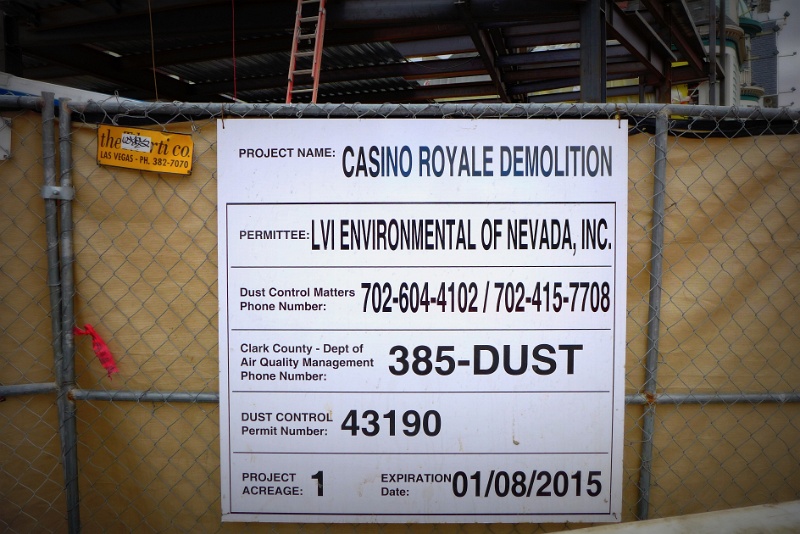 the co.
LAS VEGAS - PH. 382-7070
PROJECT NAME: CASINO ROYALE DEMOLITION
PERMITTEE: LVI ENVIRONMENTAL OF NEVADA, INC.
Dust Control Matters
Phone Number: 702-604-4102 / 702-415-7708
Clark County - Dept of
Air Quality Management
Phone Number: 385-DUST
DUST CONTROL
Permit Number: 43190
PROJECT
ACREAGE: 1
EXPIRATION
Date: 01/08/2015